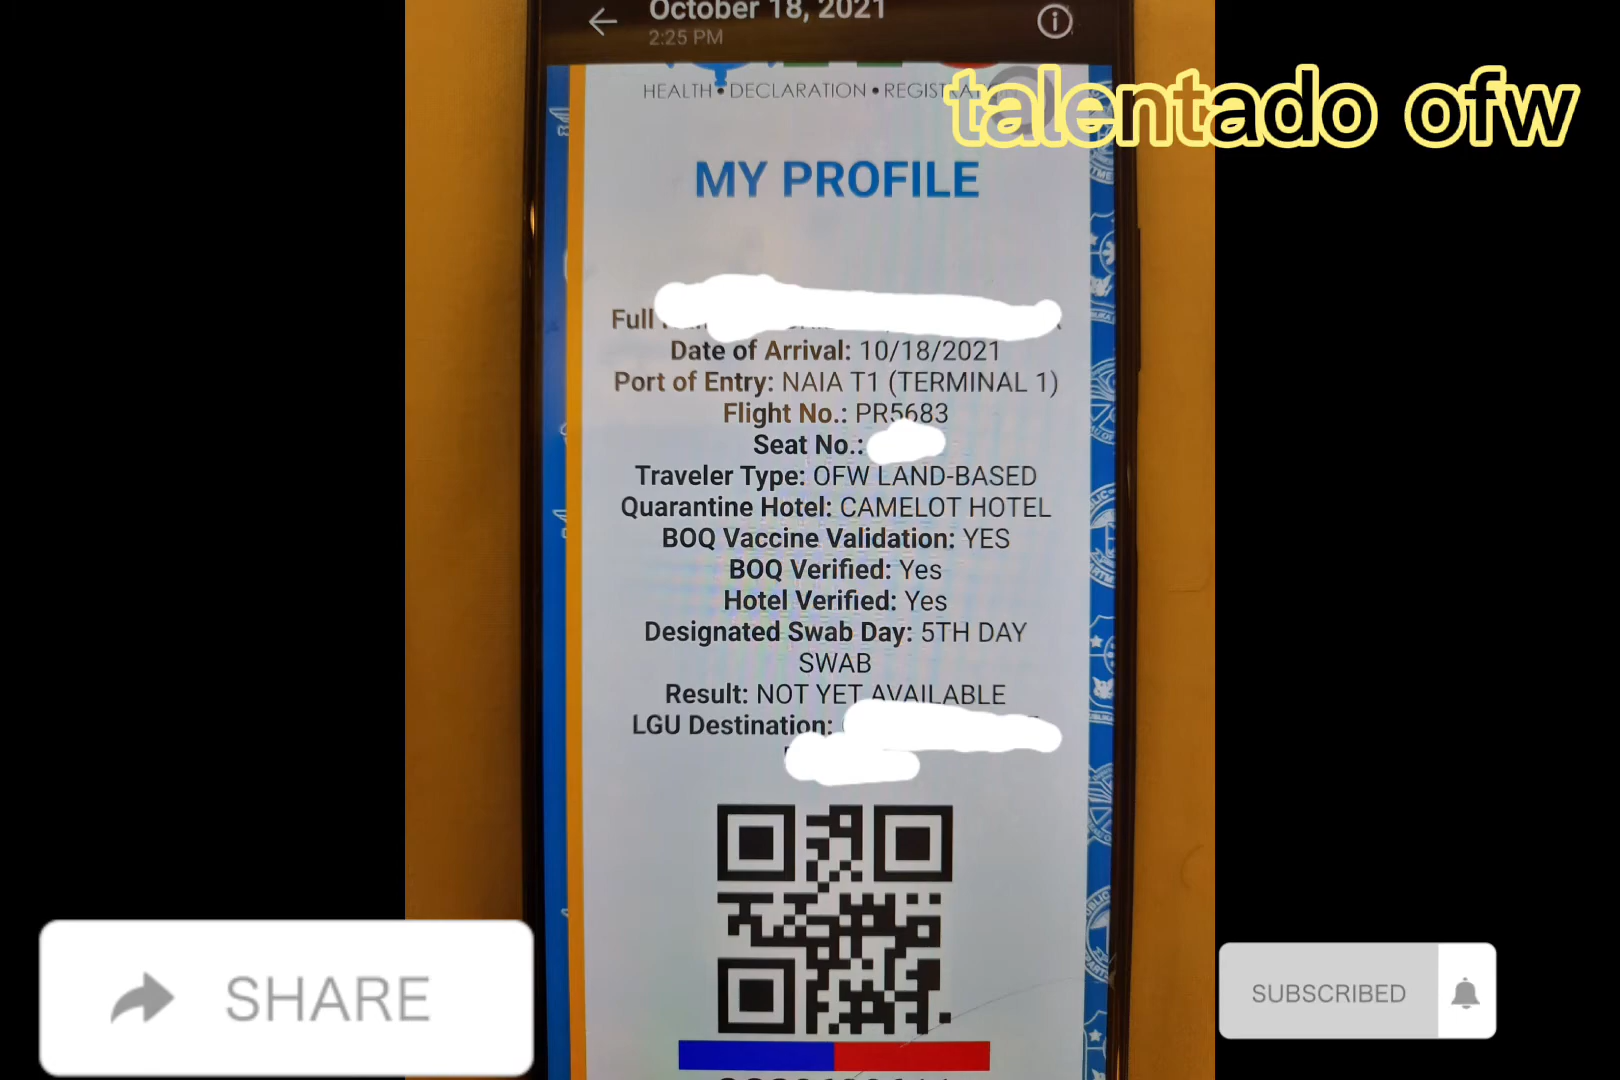 October 18, 2021
2:25 PM
HEALTH • DECLARATION •
talentado ofw
MY PROFILE
Full
Date of Arrival: 10/18/2021
Port of Entry: NAIA T1 (TERMINAL 1)
Flight No.: PR5683
Seat No.:
Traveler Type: OFW LAND-BASED
Quarantine Hotel: CAMELOT HOTEL
BOQ Vaccine Validation: YES
BOQ Verified: Yes
Hotel Verified: Yes
Designated Swab Day: 5TH DAY
SWAB
Result: NOT YET AVAILABLE
LGU Destination:
SHARE
SUBSCRIBED